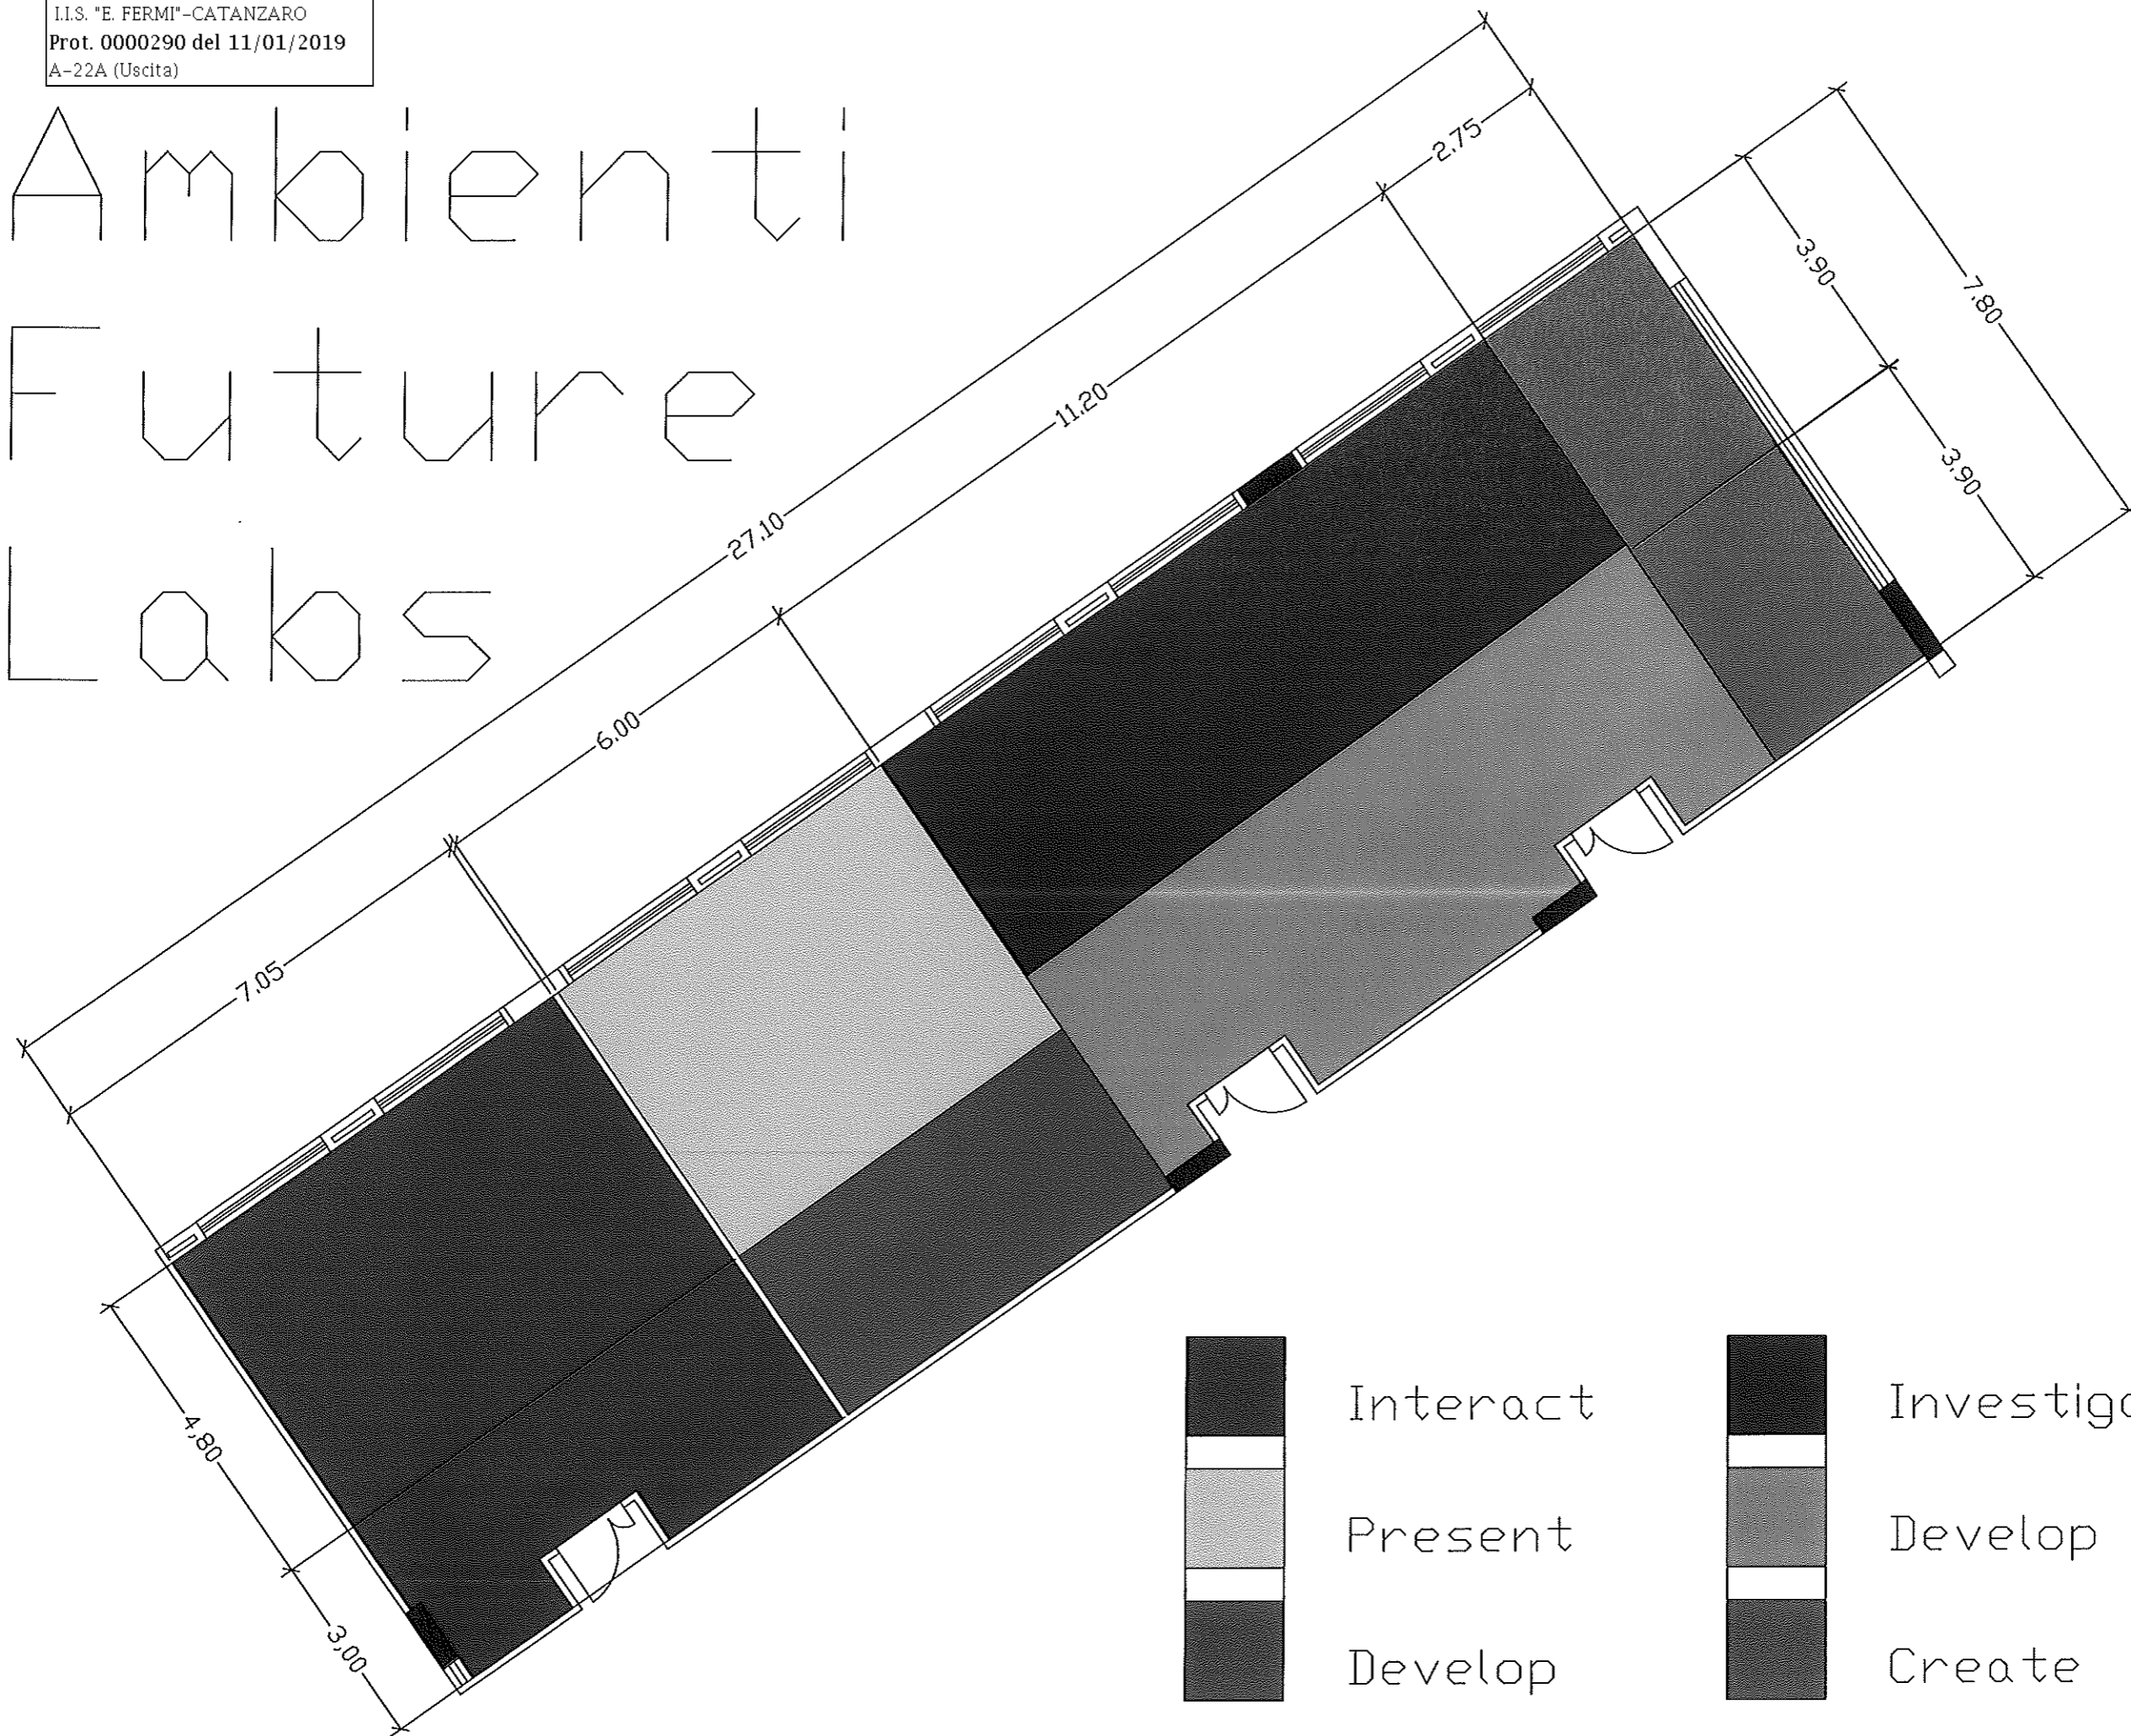 I.I.S. "E. FERMI"-CATANZARO
Prot. 0000290 del 11/01/2019
A-22A (Uscita)
Ambienti
Future
Labs
2.75
3.90
7.80
11.20
3.90
27.10
6.00
7.05
4,80
3,00
Interact
Present
Develop
Develop
Create